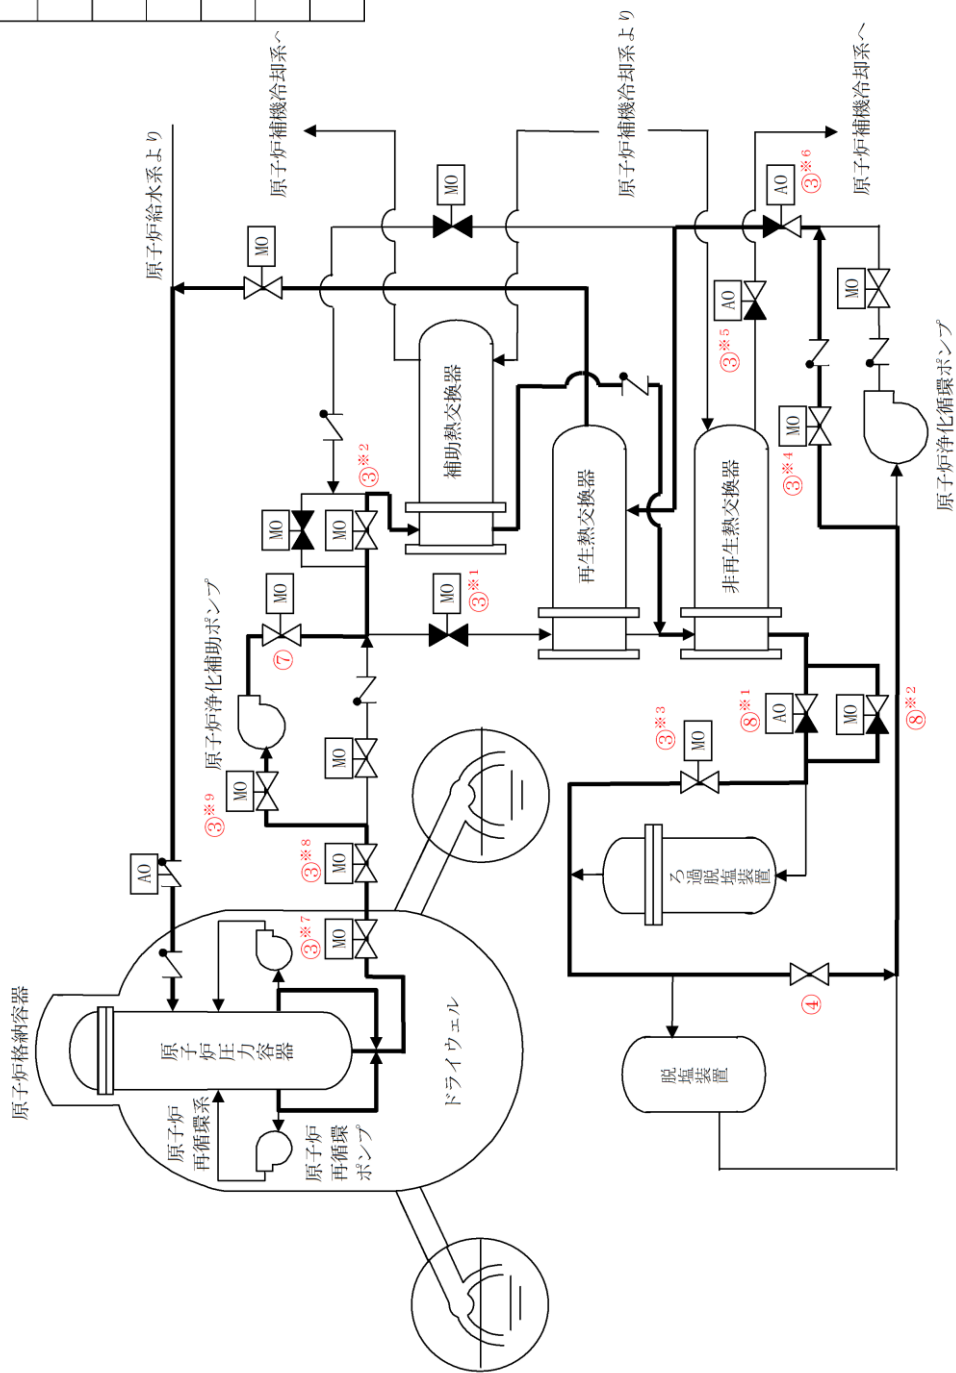 原子炉格納容器
原子炉圧力容器
原子炉
再循環系
原子炉
再循環
ポンプ
ドライウェル
AO
③※7
MO
③※8
MO
③※9
MO
原子炉浄化補助ポンプ
MO
⑦
MO
MO
MO
③※2
MO
③※1
補助熱交換器
再生熱交換器
非再生熱交換器
原子炉給水系より
MO
原子炉補機冷却系へ
MO
原子炉補機冷却系より
原子炉補機冷却系へ
AO
③※6
AO
③※5
MO
③※4
MO
原子炉浄化循環ポンプ
③※3
MO
⑧※1
AO
MO
⑧※2
ろ過脱塩装置
④
脱塩装置